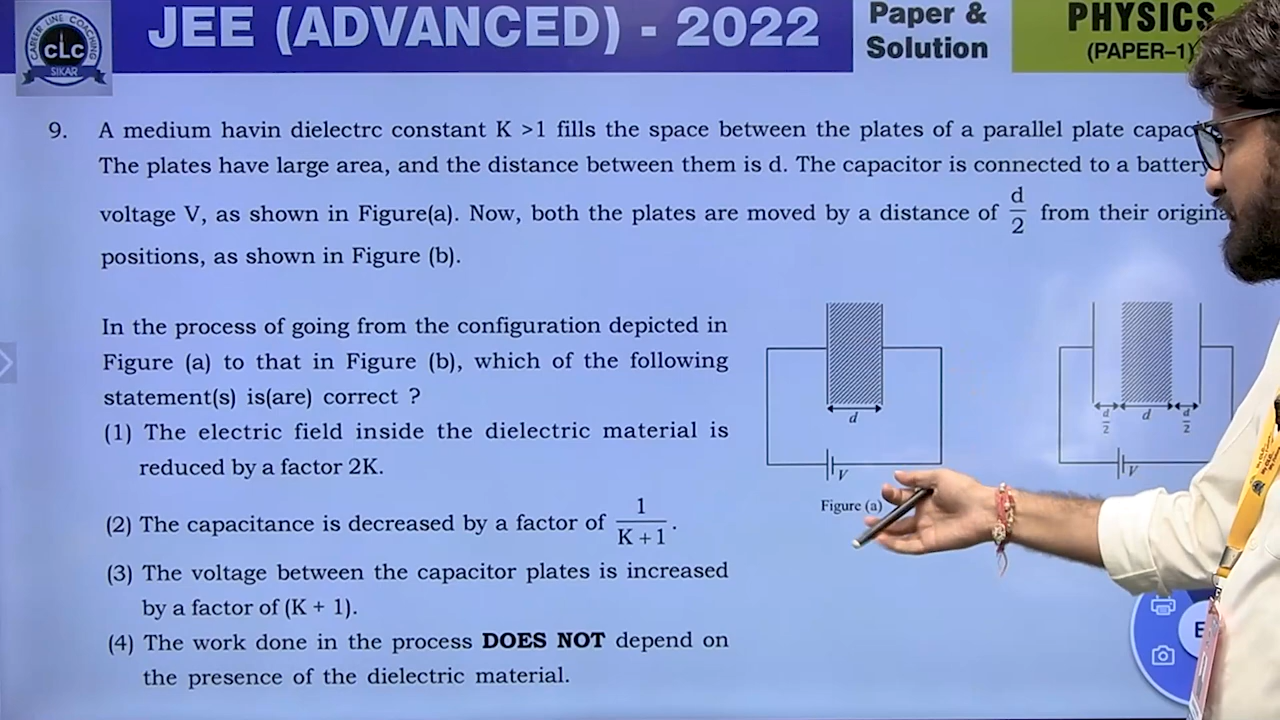 CAREER LINE COACHING
CLC
SIKAR
JEE (ADVANCED) - 2022
Paper &
Solution
PHYSICS
(PAPER–1)
9. A medium havin dielectrc constant K >1 fills the space between the plates of a parallel plate
The plates have large area, and the distance between them is d. The capacitor is connected to a battery
voltage V, as shown in Figure(a). Now, both the plates are moved by a distance of d/2 from their
positions, as shown in Figure (b).
In the process of going from the configuration depicted in
Figure (a) to that in Figure (b), which of the following
statement(s) is(are) correct ?
(1) The electric field inside the dielectric material is
reduced by a factor 2K.
(2) The capacitance is decreased by a factor of 1/(K+1).
(3) The voltage between the capacitor plates is increased
by a factor of (K + 1).
(4) The work done in the process DOES NOT depend on
the presence of the dielectric material.
d
V
Figure (a)
d/2 d d/2
V
E